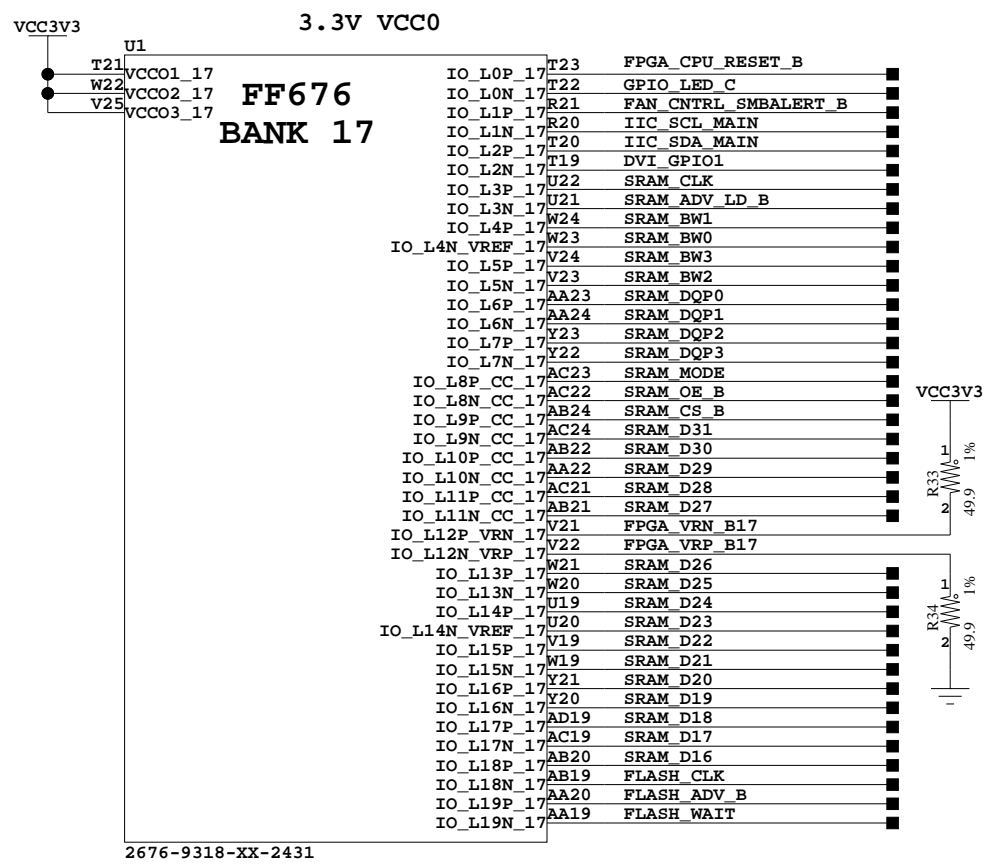 3.3V VCC0
VCC3V3
U1
FF676
BANK 17
T21 VCCO1_17
W22 VCCO2_17
V25 VCCO3_17
IO_L0P_17 T23 FPGA_CPU_RESET_B
IO_L0N_17 T22 GPIO_LED_C
IO_L1P_17 R21 FAN_CNTRL_SMBALERT_B
IO_L1N_17 R20 IIC_SCL_MAIN
IO_L2P_17 T20 IIC_SDA_MAIN
IO_L2N_17 T19 DVI_GPIO1
IO_L3P_17 U22 SRAM_CLK
IO_L3N_17 U21 SRAM_ADV_LD_B
IO_L4P_17 W24 SRAM_BW1
IO_L4N_VREF_17 W23 SRAM_BW0
IO_L5P_17 V24 SRAM_BW3
IO_L5N_17 V23 SRAM_BW2
IO_L6P_17 AA23 SRAM_DQP0
IO_L6N_17 AA24 SRAM_DQP1
IO_L7P_17 Y23 SRAM_DQP2
IO_L7N_17 Y22 SRAM_DQP3
IO_L8P_CC_17 AC23 SRAM_MODE
IO_L8N_CC_17 AC22 SRAM_OE_B
IO_L9P_CC_17 AB24 SRAM_CS_B
IO_L9N_CC_17 AC24 SRAM_D31
IO_L10P_CC_17 AB22 SRAM_D30
IO_L10N_CC_17 AA22 SRAM_D29
IO_L11P_CC_17 AC21 SRAM_D28
IO_L11N_CC_17 AB21 SRAM_D27
IO_L12P_VRN_17 V21 FPGA_VRN_B17
IO_L12N_VRP_17 V22 FPGA_VRP_B17
IO_L13P_17 W21 SRAM_D26
IO_L13N_17 W20 SRAM_D25
IO_L14P_17 U19 SRAM_D24
IO_L14N_VREF_17 U20 SRAM_D23
IO_L15P_17 V19 SRAM_D22
IO_L15N_17 W19 SRAM_D21
IO_L16P_17 Y21 SRAM_D20
IO_L16N_17 Y20 SRAM_D19
IO_L17P_17 AD19 SRAM_D18
IO_L17N_17 AC19 SRAM_D17
IO_L18P_17 AB20 SRAM_D16
IO_L18N_17 AB19 FLASH_CLK
IO_L19P_17 AA20 FLASH_ADV_B
IO_L19N_17 AA19 FLASH_WAIT
VCC3V3
1
R33
1%
49.9
2
1
R34
1%
49.9
2
2676-9318-XX-2431